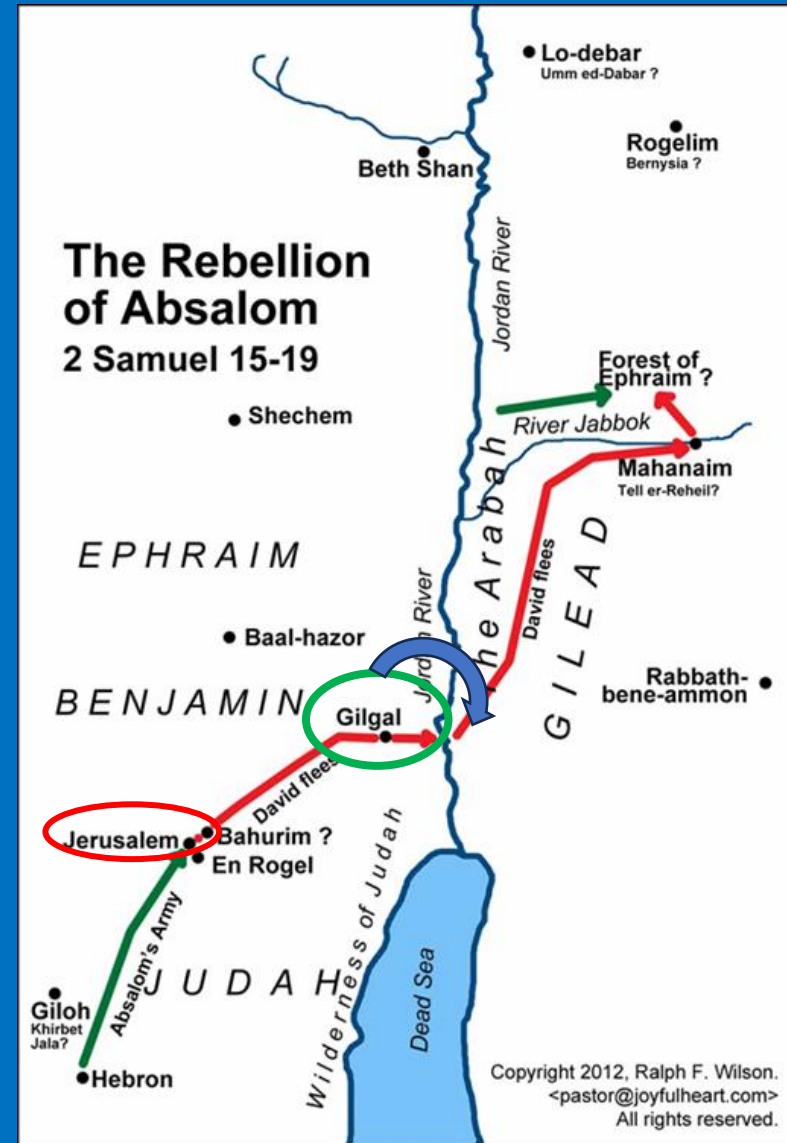 Lo-debar
Umm ed-Dabar ?
Rogelim
Bernysia ?
Beth Shan
Jordan River
The Rebellion
of Absalom
2 Samuel 15-19
Forest of
Ephraim ?
Shechem
River Jabbok
Mahanaim
Tell er-Reheil?
The Arabah
EPHRAIM
David flees
GILEAD
Jordan River
Baal-hazor
Rabbath-
bene-ammon
BENJAMIN
Gilgal
David flees
Jerusalem
Bahurim ?
En Rogel
Wilderness of Judah
Absalom's Army
JUDAH
Dead Sea
Giloh
Khirbet
Jala?
Hebron
Copyright 2012, Ralph F. Wilson.
<pastor@joyfulheart.com>
All rights reserved.